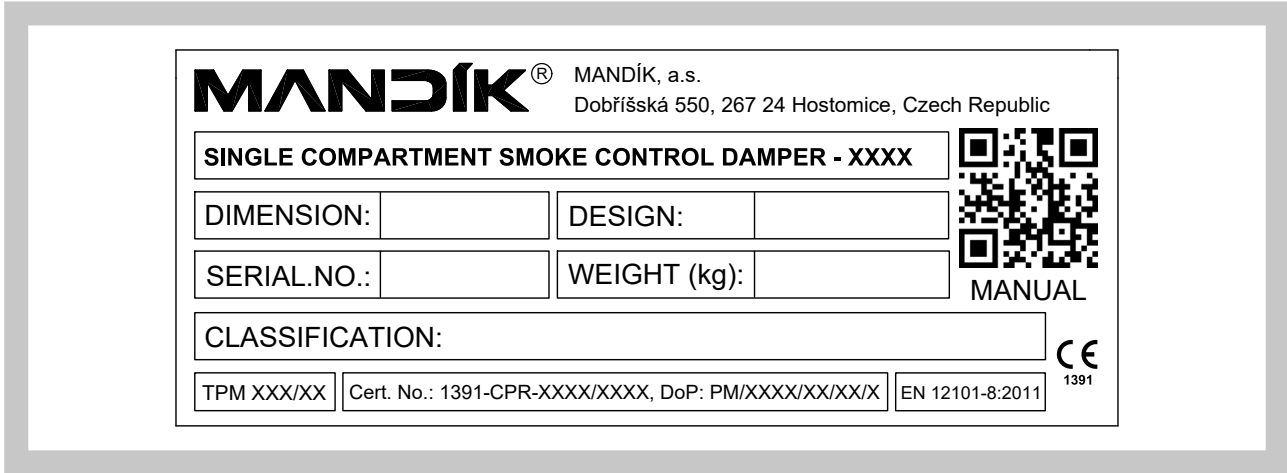 MANDÍK®
MANDÍK, a.s.
Dobříšská 550, 267 24 Hostomice, Czech Republic
SINGLE COMPARTMENT SMOKE CONTROL DAMPER - XXXX
DIMENSION:
DESIGN:
SERIAL.NO.:
WEIGHT (kg):
MANUAL
CLASSIFICATION:
CE
1391
TPM XXX/XX
Cert. No.: 1391-CPR-XXXX/XXXX, DoP: PM/XXXX/XX/XX/X
EN 12101-8:2011